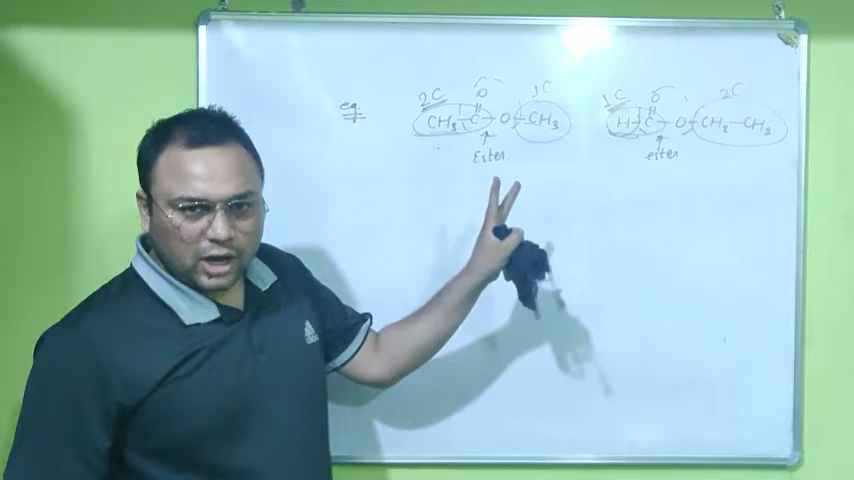 eg.
2C O 1C
CH₃-C-O-CH₃
Ester
1C O 2C
H-C-O-CH₂-CH₃
ester